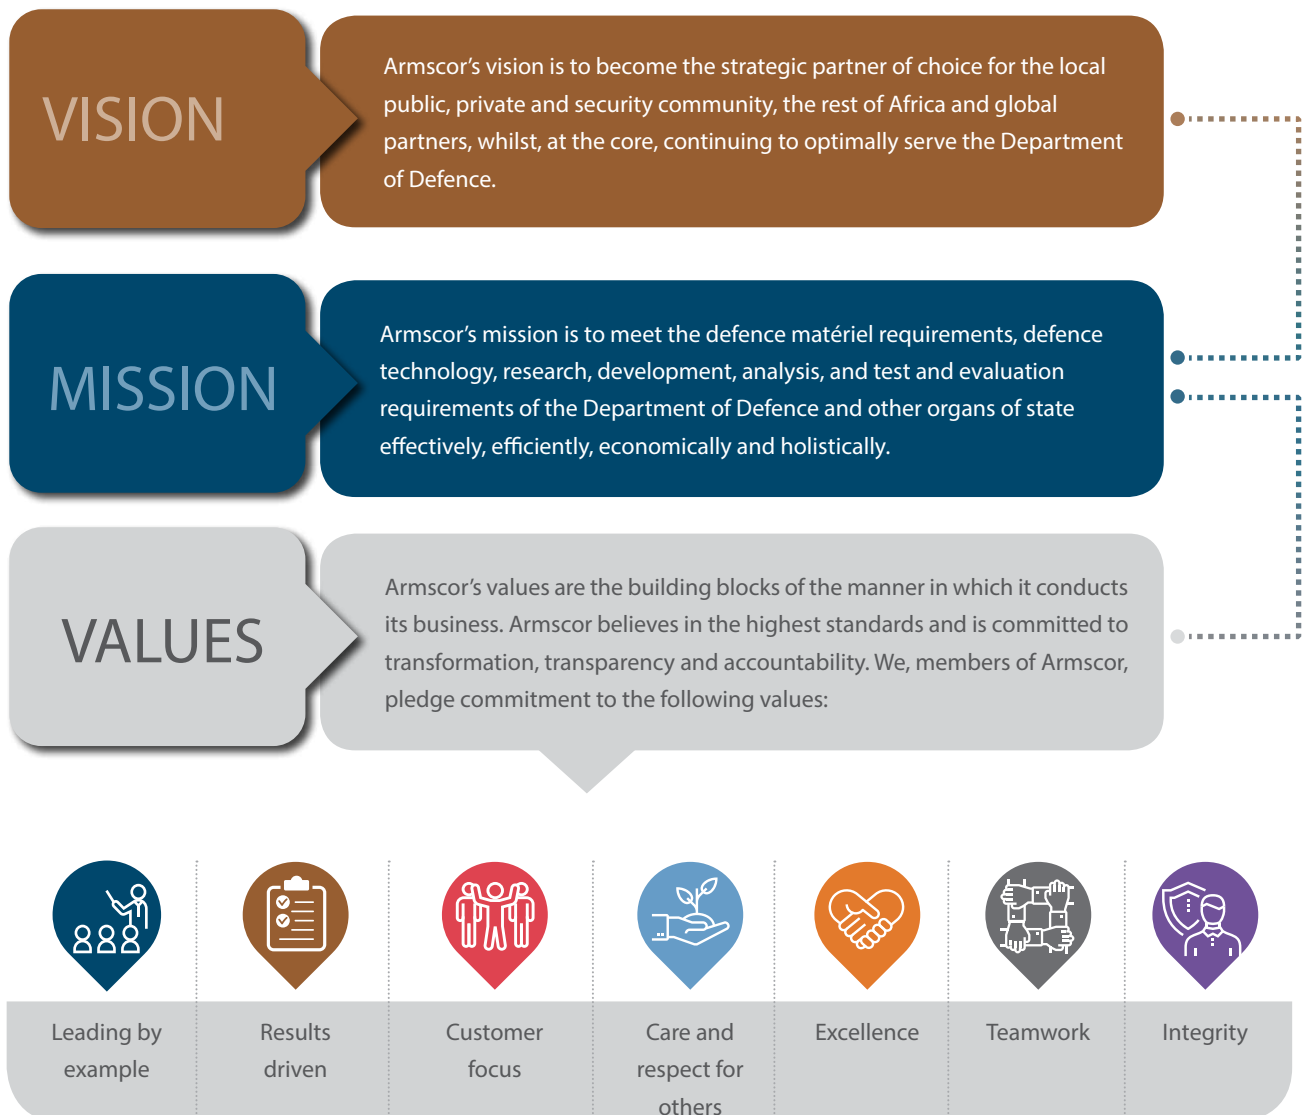 VISION
Armscor’s vision is to become the strategic partner of choice for the local
public, private and security community, the rest of Africa and global
partners, whilst, at the core, continuing to optimally serve the Department
of Defence.
MISSION
Armscor’s mission is to meet the defence matériel requirements, defence
technology, research, development, analysis, and test and evaluation
requirements of the Department of Defence and other organs of state
effectively, efficiently, economically and holistically.
VALUES
Armscor’s values are the building blocks of the manner in which it conducts
its business. Armscor believes in the highest standards and is committed to
transformation, transparency and accountability. We, members of Armscor,
pledge commitment to the following values:
Leading by
example
Results
driven
Customer
focus
Care and
respect for
others
Excellence
Teamwork
Integrity